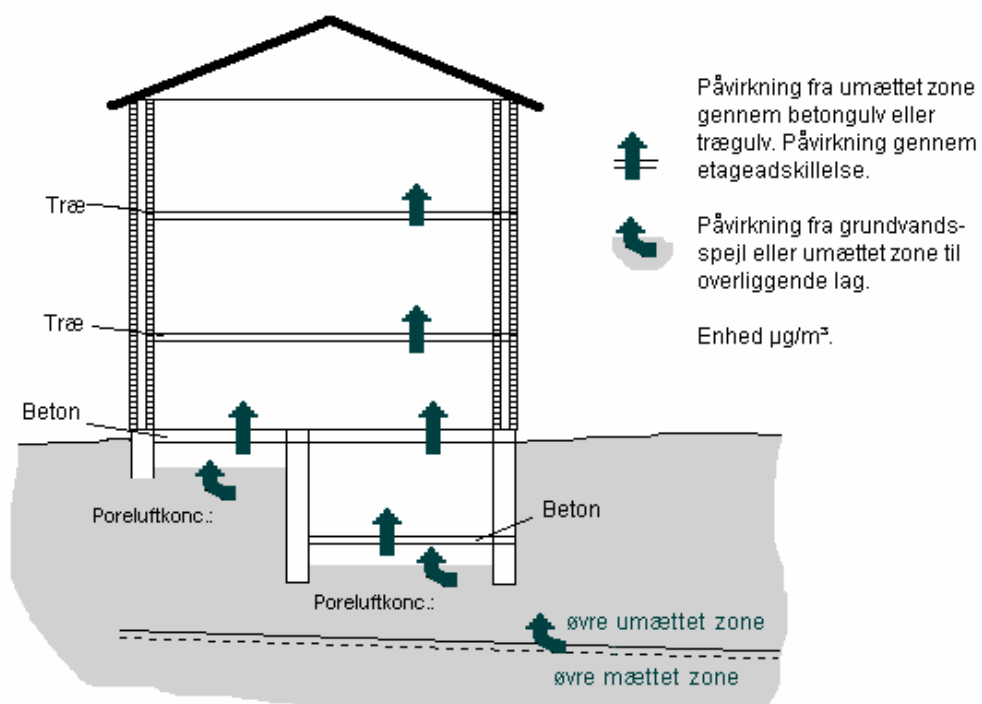 Påvirkning fra umættet zone
gennem betongulv eller
trægulv. Påvirkning gennem
etageadskillelse.
Påvirkning fra grundvands-
spejl eller umættet zone til
overliggende lag.
Enhed µg/m³.
Træ
Træ
Beton
Poreluftkonc.:
Beton
Poreluftkonc.:
øvre umættet zone
øvre mættet zone